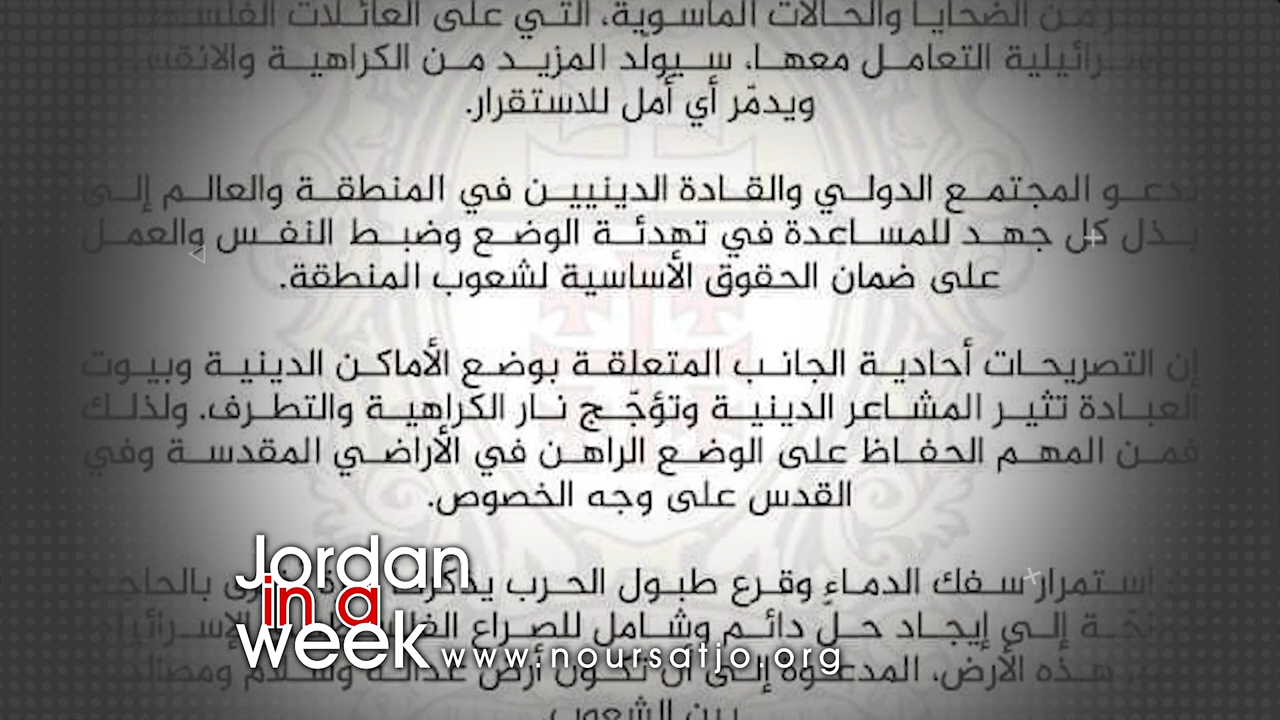 من الضحايا والحالات المأسوية، التي على العائلات
التعامل معها، سيولد المزيد من الكراهية
ويدمّر أي أمل للاستقرار.
ندعو المجتمع الدولي والقادة الدينيين في المنطقة والعالم إلى
بذل كل جهد للمساعدة في تهدئة الوضع وضبط النفس والعمل
على ضمان الحقوق الأساسية لشعوب المنطقة.
إن التصريحات أحادية الجانب المتعلقة بوضع الأماكن الدينية وبيوت
العبادة تثير المشاعر الدينية وتؤجّج نار الكراهية والتطرف. ولذلك
فمن المهم الحفاظ على الوضع الراهن في الأراضي المقدسة وفي
القدس على وجه الخصوص.
استمرار سفك الدماء وقرع طبول الحرب
إلى إيجاد حلّ دائم وشامل للصراع
هذه الأرض، المدعوة إلى أن تكون أرض عدالة وسلام
بين الشعوب
Jordan
in a
week
www.noursatjo.org